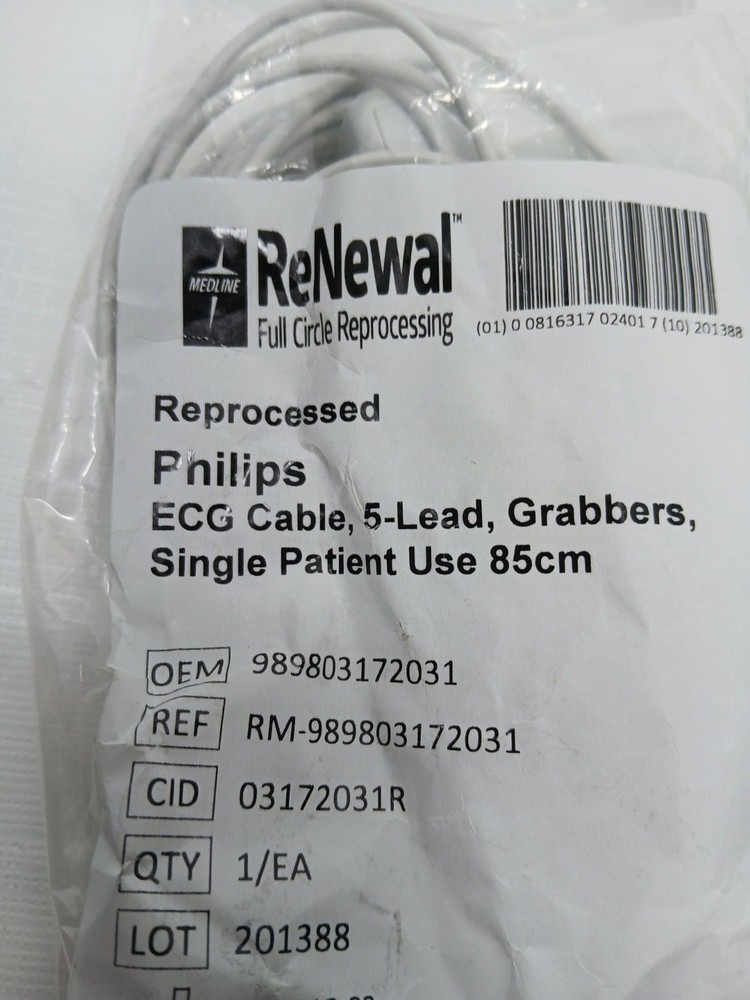 MEDLINE
ReNewal™
Full Circle Reprocessing
(01) 0 0816317 02401 7 (10) 201388
Reprocessed
Philips
ECG Cable, 5-Lead, Grabbers,
Single Patient Use 85cm
OEM 989803172031
REF RM-989803172031
CID 03172031R
QTY 1/EA
LOT 201388